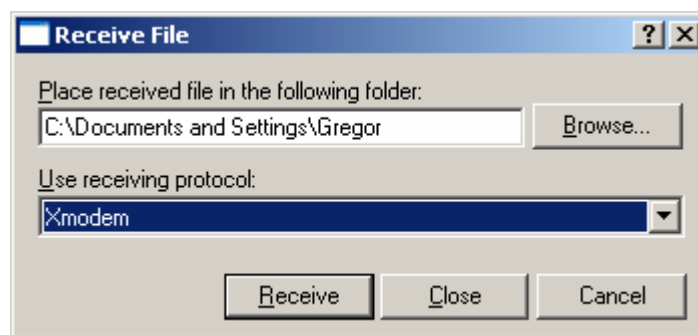 Receive File
Place received file in the following folder:
C:\Documents and Settings\Gregor
Browse...
Use receiving protocol:
Xmodem
Receive Close Cancel